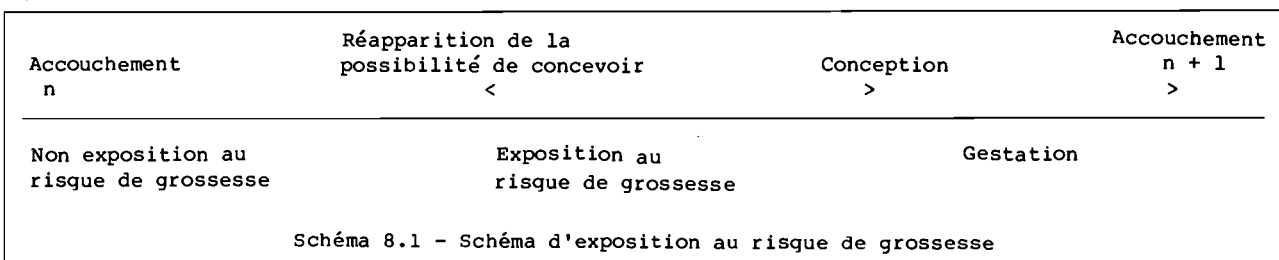 Réapparition de la Accouchement
Accouchement possibilité de concevoir Conception n + 1
n < > >
Non exposition au Exposition au Gestation
risque de grossesse risque de grossesse
Schéma 8.1 - Schéma d'exposition au risque de grossesse